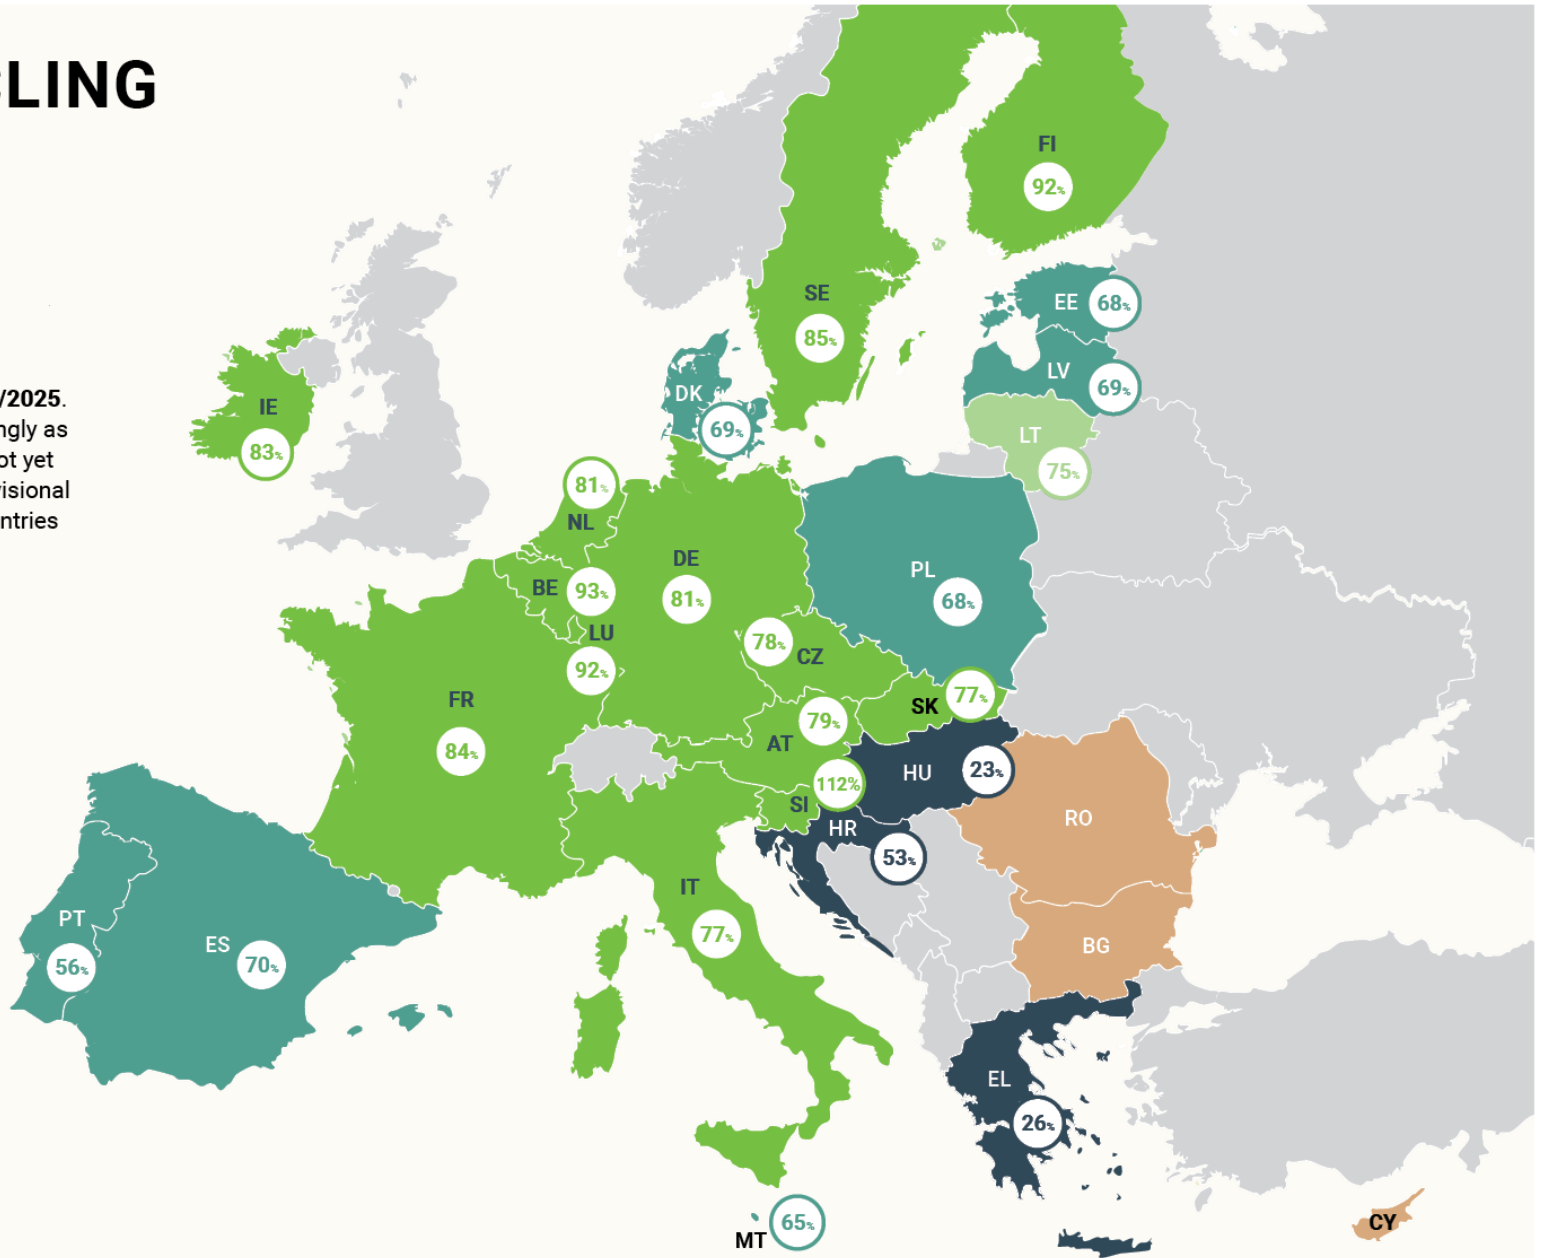 CLING
/2025.
ngly as
ot yet
visional
ntries
FI
92%
SE
85%
EE 68%
LV
69%
LT
75%
DK
69%
IE
83%
81%
NL
DE
81%
BE 93%
LU
92%
PL
68%
78%
CZ
SK 77%
FR
84%
79%
AT
112%
SI
HU 23%
HR
53%
RO
BG
IT
77%
PT
56%
ES 70%
EL
26%
MT 65%
CY